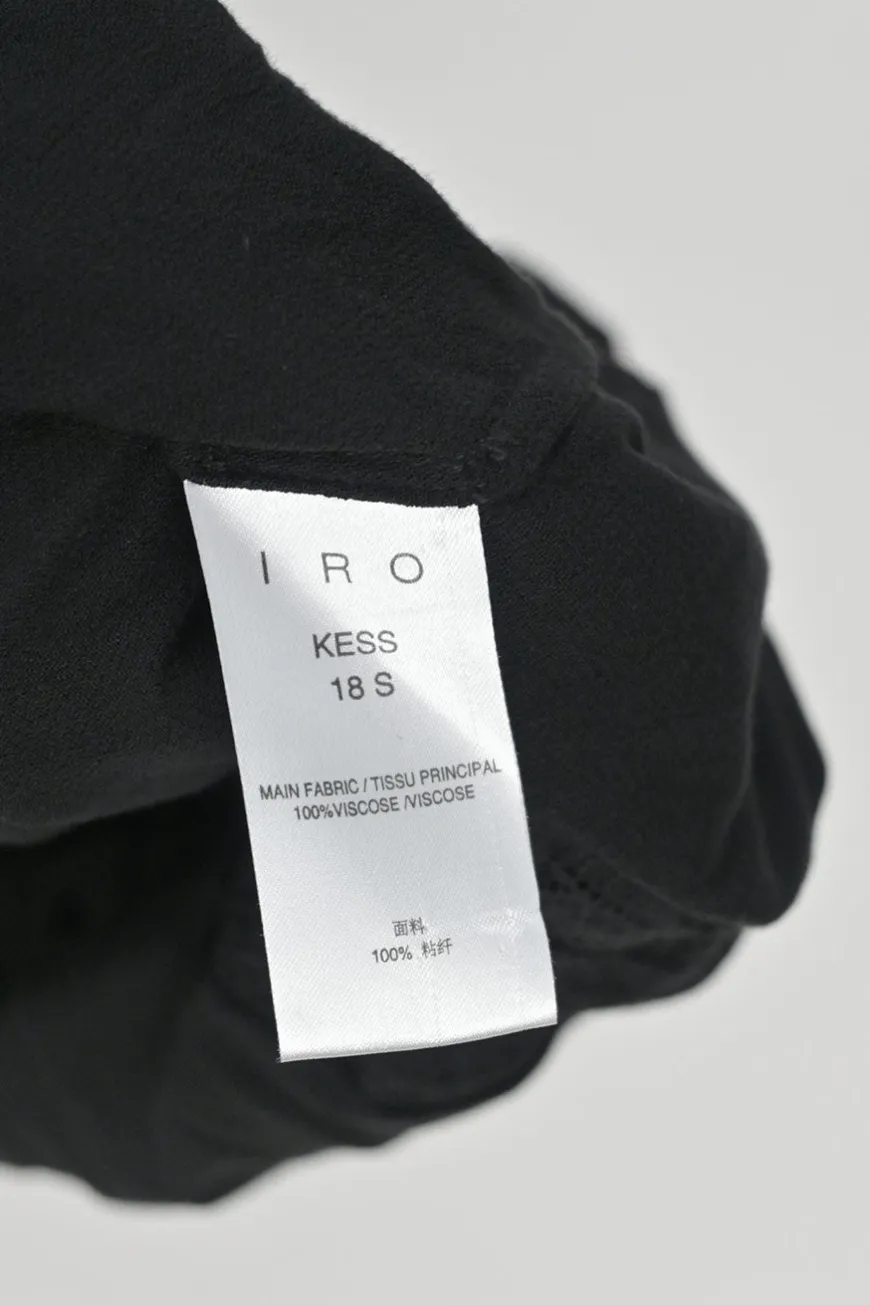 I R O
KESS
18 S
MAIN FABRIC / TISSU PRINCIPAL
100%VISCOSE /VISCOSE
面料
100% 粘纤